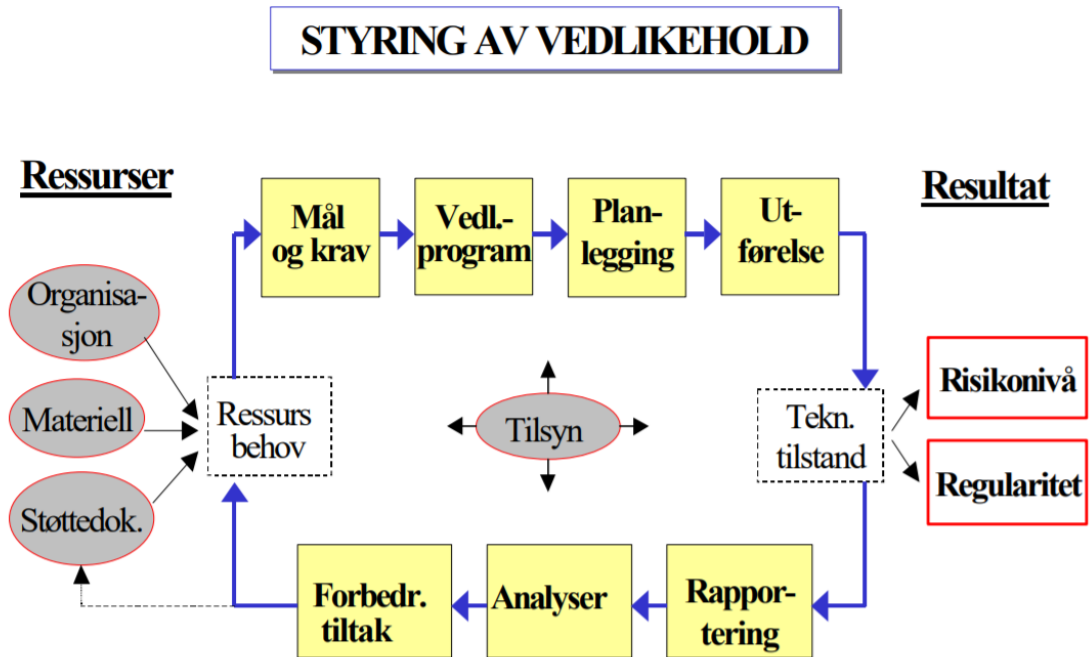 STYRING AV VEDLIKEHOLD
Ressurser
Resultat
Mål
og krav
Vedl.-
program
Plan-
legging
Ut-
førelse
Organisa-
sjon
Materiell
Støttedok.
Ressurs
behov
Tilsyn
Tekn.
tilstand
Risikonivå
Regularitet
Forbedr.
tiltak
Analyser
Rappor-
tering